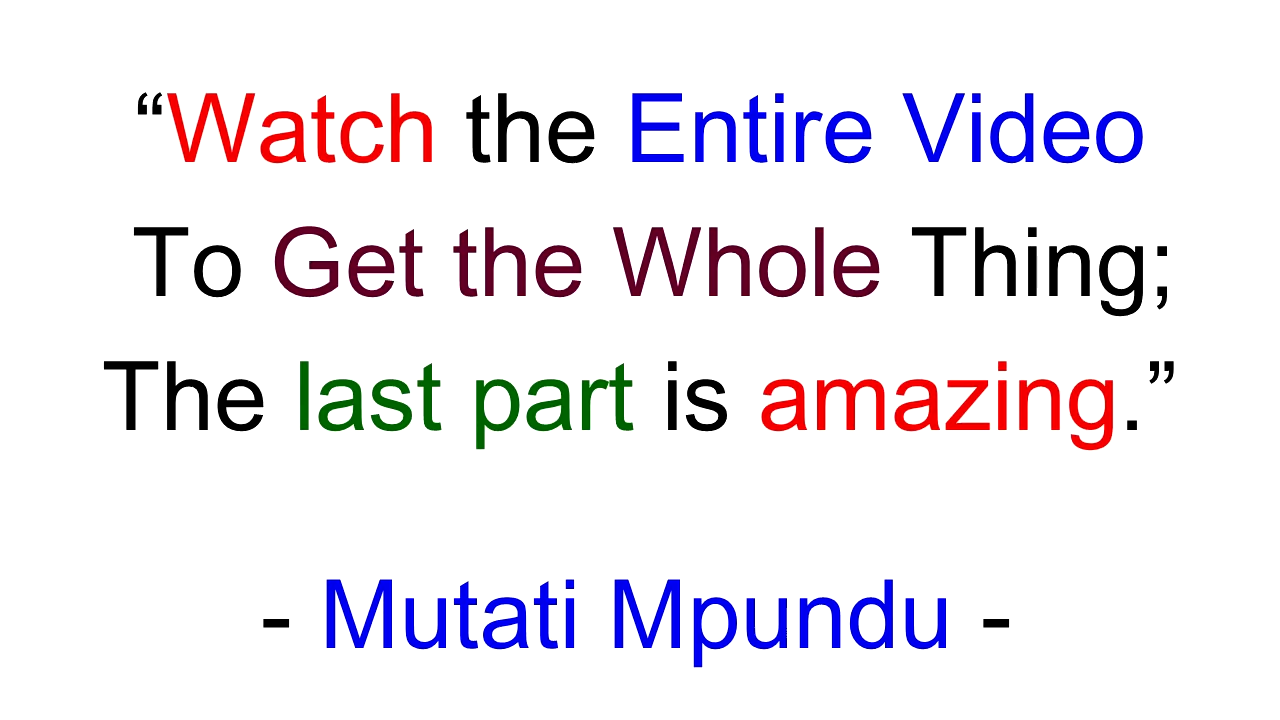 “Watch the Entire Video
To Get the Whole Thing;
The last part is amazing.”
- Mutati Mpundu -